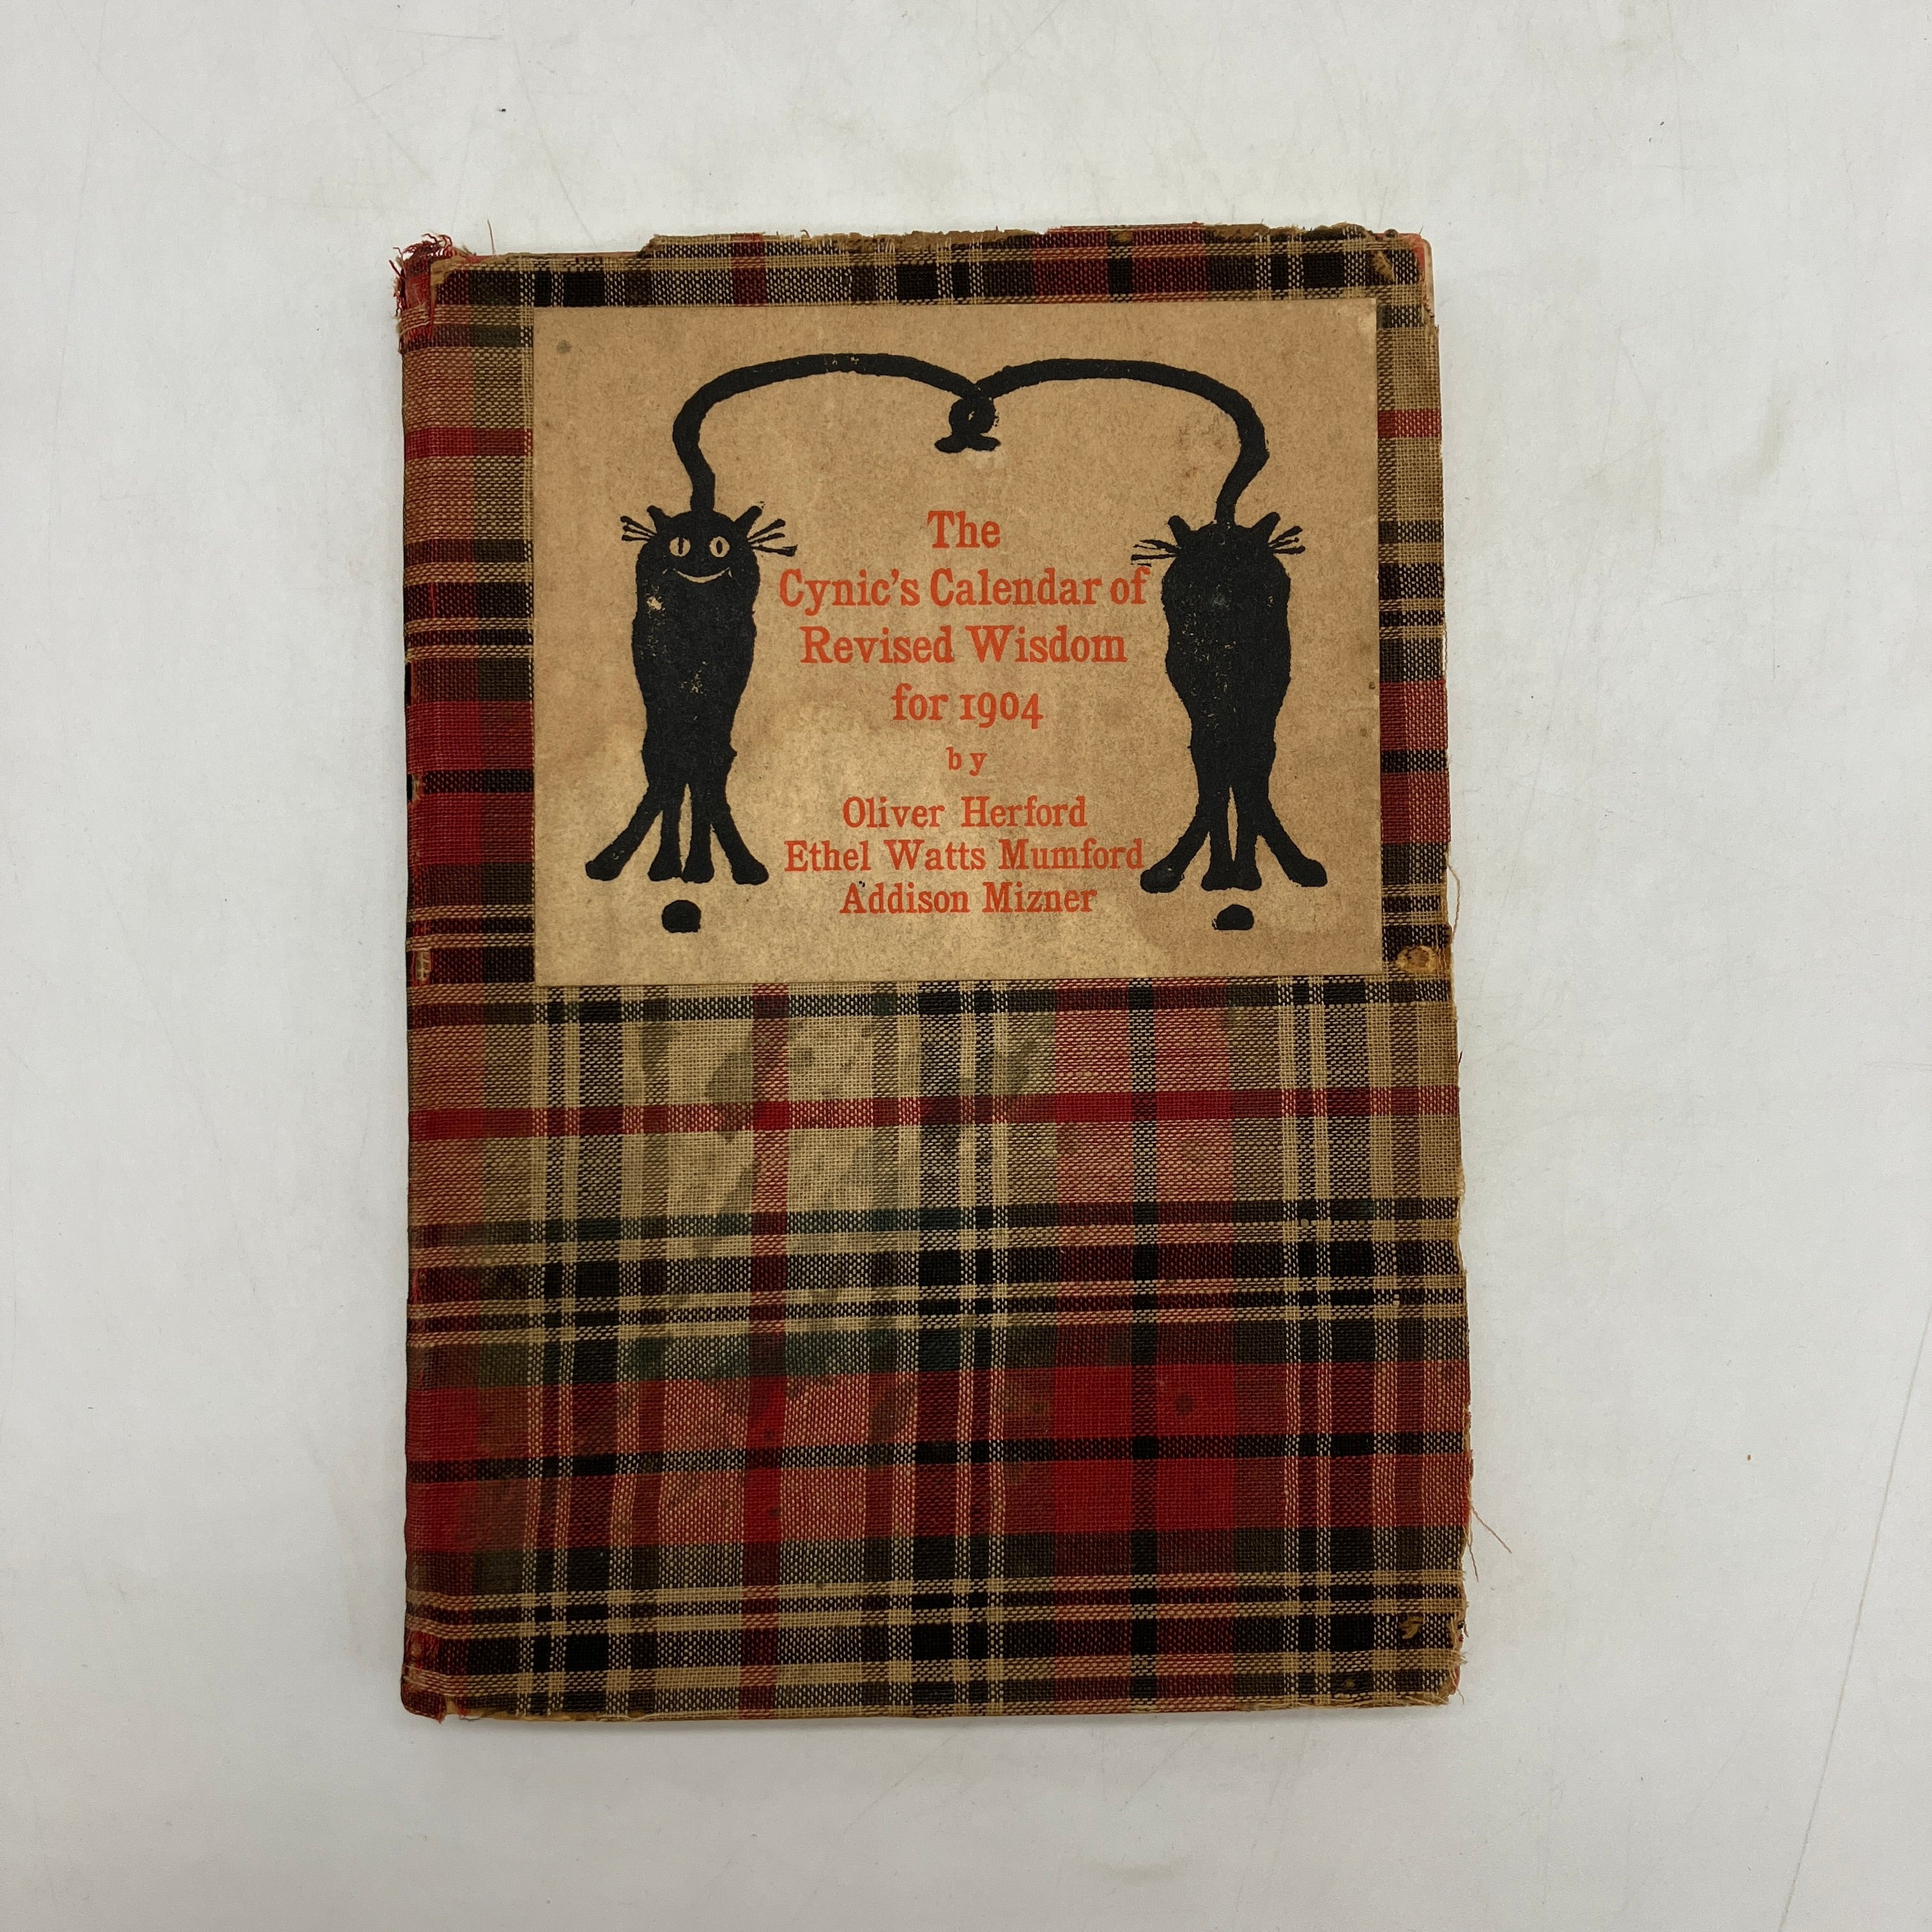 The
Cynic's Calendar of
Revised Wisdom
for 1904
by
Oliver Herford
Ethel Watts Mumford
Addison Mizner